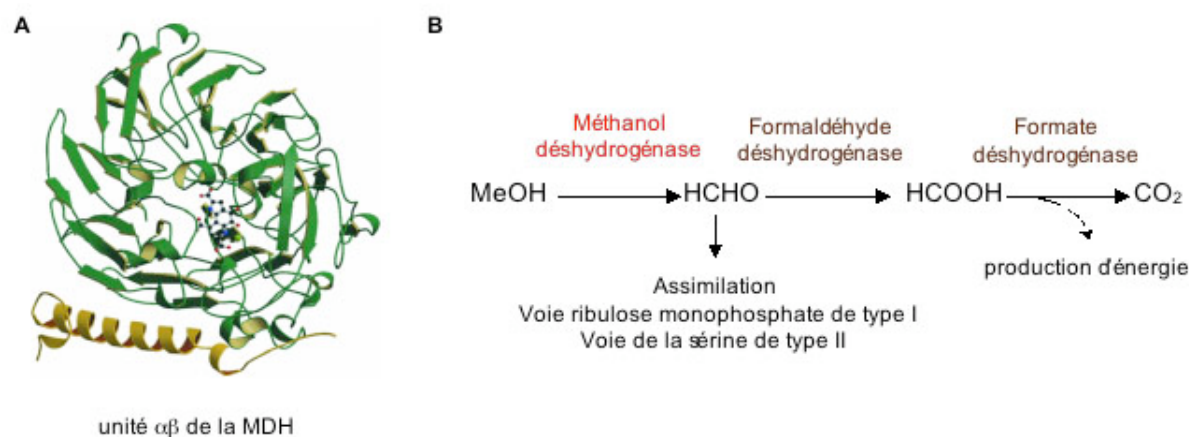 A
B
Méthanol
déshydrogénase
Formaldéhyde
déshydrogénase
Formate
déshydrogénase
MeOH
HCHO
HCOOH
CO₂
production d'énergie
Assimilation
Voie ribulose monophosphate de type I
Voie de la sérine de type II
unité αβ de la MDH